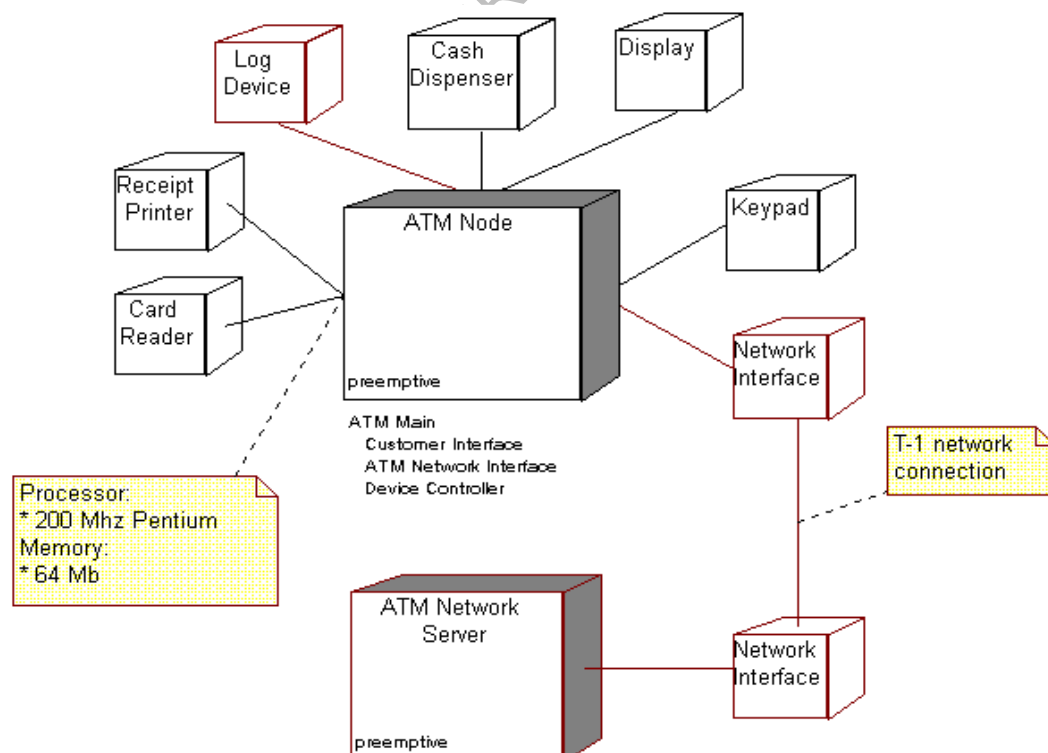 Log
Device
Cash
Dispenser
Display
Receipt
Printer
ATM Node
Keypad
Card
Reader
preemptive
Network
Interface
ATM Main
Customer Interface
ATM Network Interface
Device Controller
T-1 network
connection
Processor:
* 200 Mhz Pentium
Memory:
* 64 Mb
ATM Network
Server
preemptive
Network
Interface